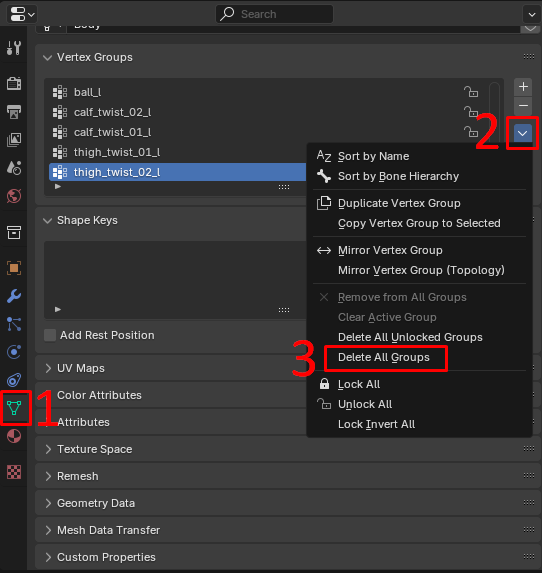 Search
Vertex Groups
ball_l
calf_twist_02_l
calf_twist_01_l
thigh_twist_01_l
thigh_twist_02_l
2
Sort by Name
Sort by Bone Hierarchy
Duplicate Vertex Group
Copy Vertex Group to Selected
Mirror Vertex Group
Mirror Vertex Group (Topology)
Remove from All Groups
Clear Active Group
Delete All Unlocked Groups
3
Delete All Groups
Lock All
Unlock All
Lock Invert All
Shape Keys
Add Rest Position
UV Maps
Color Attributes
1
Attributes
Texture Space
Remesh
Geometry Data
Mesh Data Transfer
Custom Properties